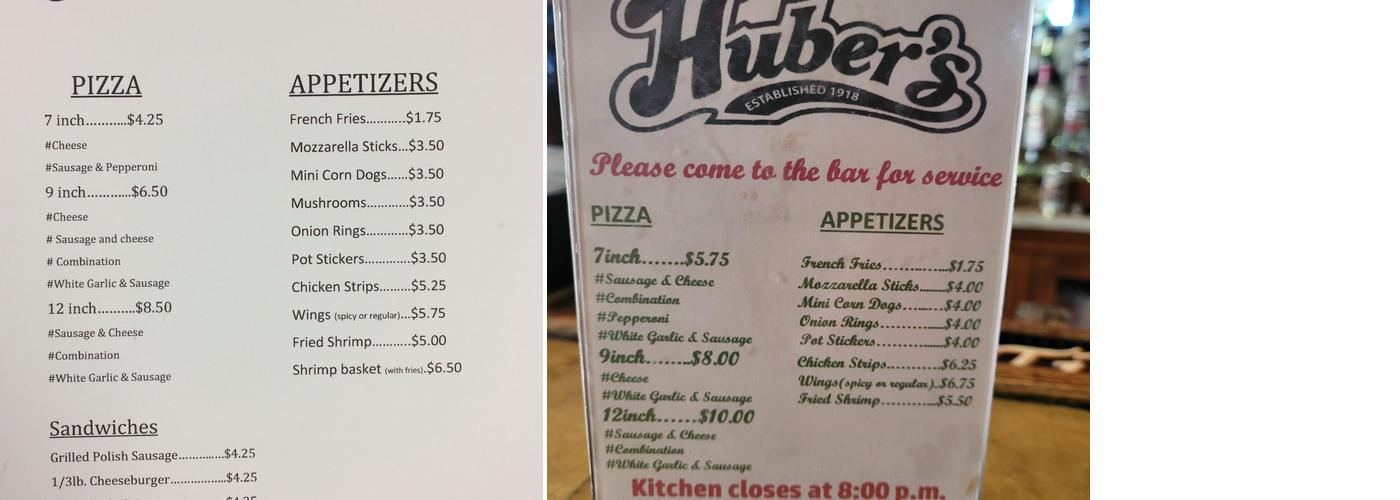 PIZZA
7 inch...........$4.25
#Cheese
#Sausage & Pepperoni
9 inch...........$6.50
#Cheese
# Sausage and cheese
# Combination
#White Garlic & Sausage
12 inch..........$8.50
#Sausage & Cheese
#Combination
#White Garlic & Sausage
APPETIZERS
French Fries..........$1.75
Mozzarella Sticks...$3.50
Mini Corn Dogs......$3.50
Mushrooms...........$3.50
Onion Rings...........$3.50
Pot Stickers............$3.50
Chicken Strips........$5.25
Wings (spicy or regular)...$5.75
Fried Shrimp..........$5.00
Shrimp basket (with fries).$6.50
Sandwiches
Grilled Polish Sausage............$4.25
1/3lb. Cheeseburger................$4.25
Huber's
ESTABLISHED 1918
Please come to the bar for service
PIZZA
7inch.......$5.75
#Sausage & Cheese
#Combination
#Pepperoni
#White Garlic & Sausage
9inch.......$8.00
#Cheese
#White Garlic & Sausage
12inch......$10.00
#Sausage & Cheese
#Combination
#White Garlic & Sausage
APPETIZERS
French Fries.............$1.75
Mozzarella Sticks.......$4.00
Mini Corn Dogs.........$4.00
Onion Rings.............$4.00
Pot Stickers.............$4.00
Chicken Strips..........$6.25
Wings(spicy or regular)..$6.75
Fried Shrimp............$5.50
Kitchen closes at 8:00 p.m.